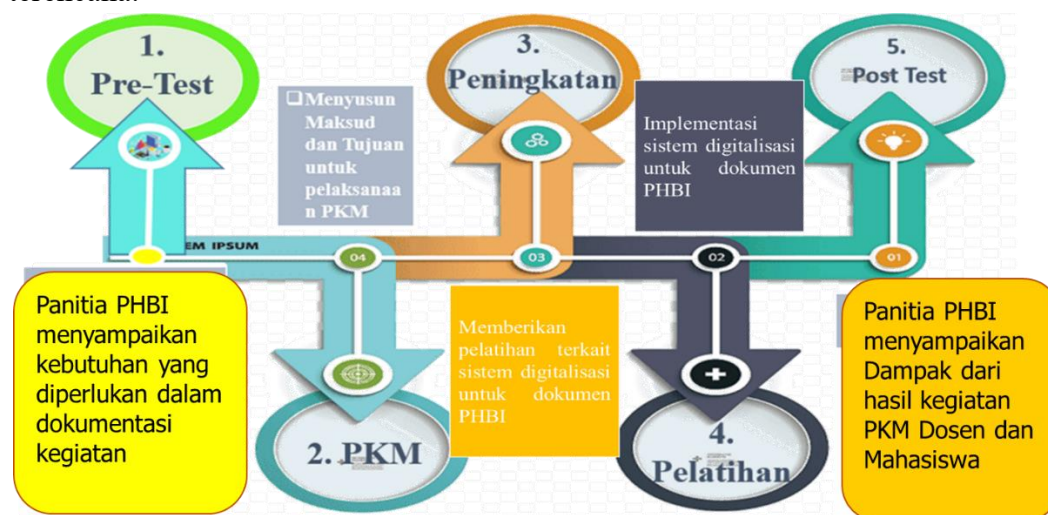 1.
Pre-Test
❑Menyusun
Maksud
dan Tujuan
untuk
pelaksanaa
n PKM
3.
Peningkatan
Implementasi
sistem digitalisasi
untuk dokumen
PHBI
5.
Post Test
EM IPSUM
04
03
02
01
Panitia PHBI
menyampaikan
kebutuhan yang
diperlukan dalam
dokumentasi
kegiatan
2. PKM
Memberikan
pelatihan terkait
sistem digitalisasi
untuk dokumen
PHBI
4.
Pelatihan
Panitia PHBI
menyampaikan
Dampak dari
hasil kegiatan
PKM Dosen dan
Mahasiswa